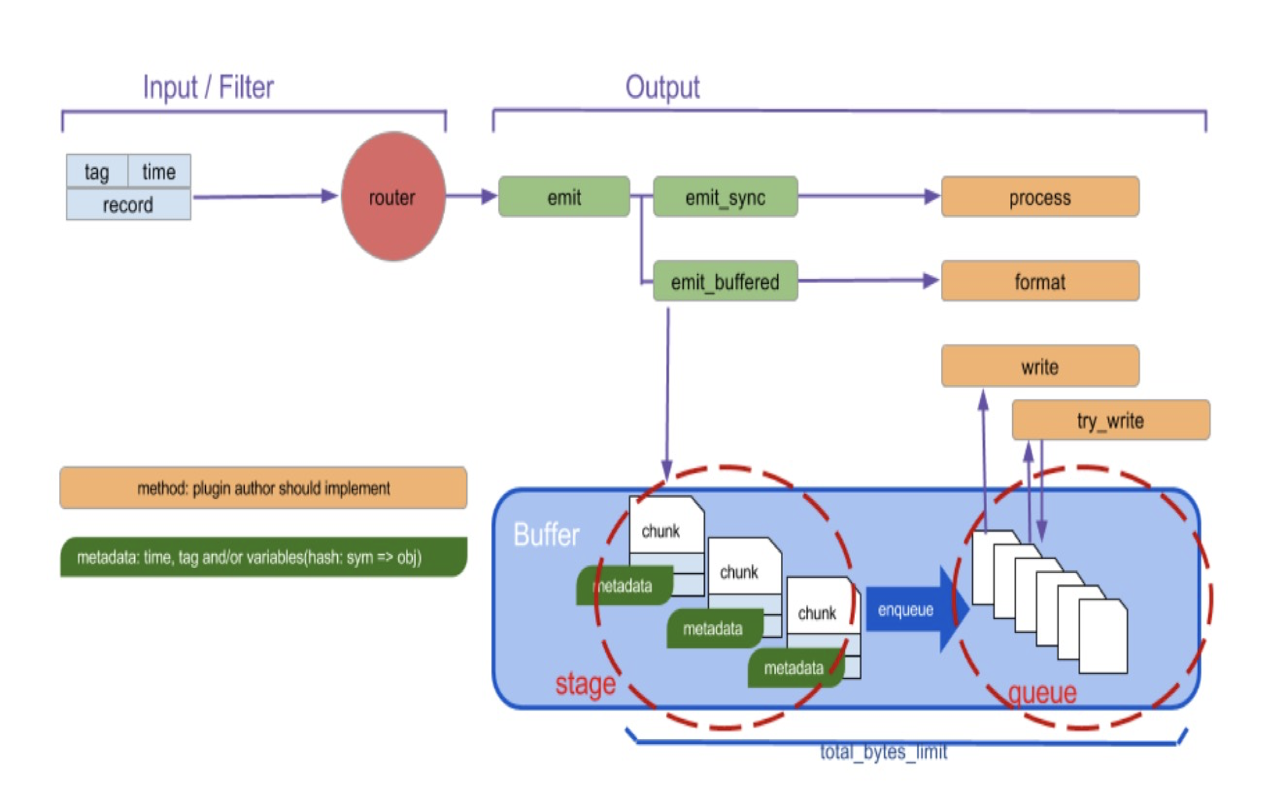 Input / Filter
Output
tag
time
record
router
emit
emit_sync
process
emit_buffered
format
write
try_write
method: plugin author should implement
metadata: time, tag and/or variables(hash: sym => obj)
Buffer
chunk
metadata
chunk
metadata
chunk
metadata
enqueue
stage
queue
total_bytes_limit